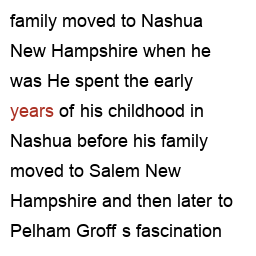 family moved to Nashua
New Hampshire when he
was He spent the early
years of his childhood in
Nashua before his family
moved to Salem New
Hampshire and then later to
Pelham Groff s fascination